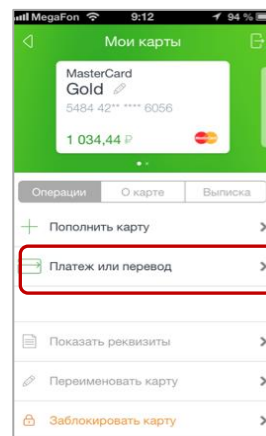 MegaFon 9:12 94 %
Мои карты
MasterCard
Gold
5484 42** **** 6056
1 034,44 ₽
Операции О карте Выписка
Пополнить карту
Платеж или перевод
Показать реквизиты
Переименовать карту
Заблокировать карту